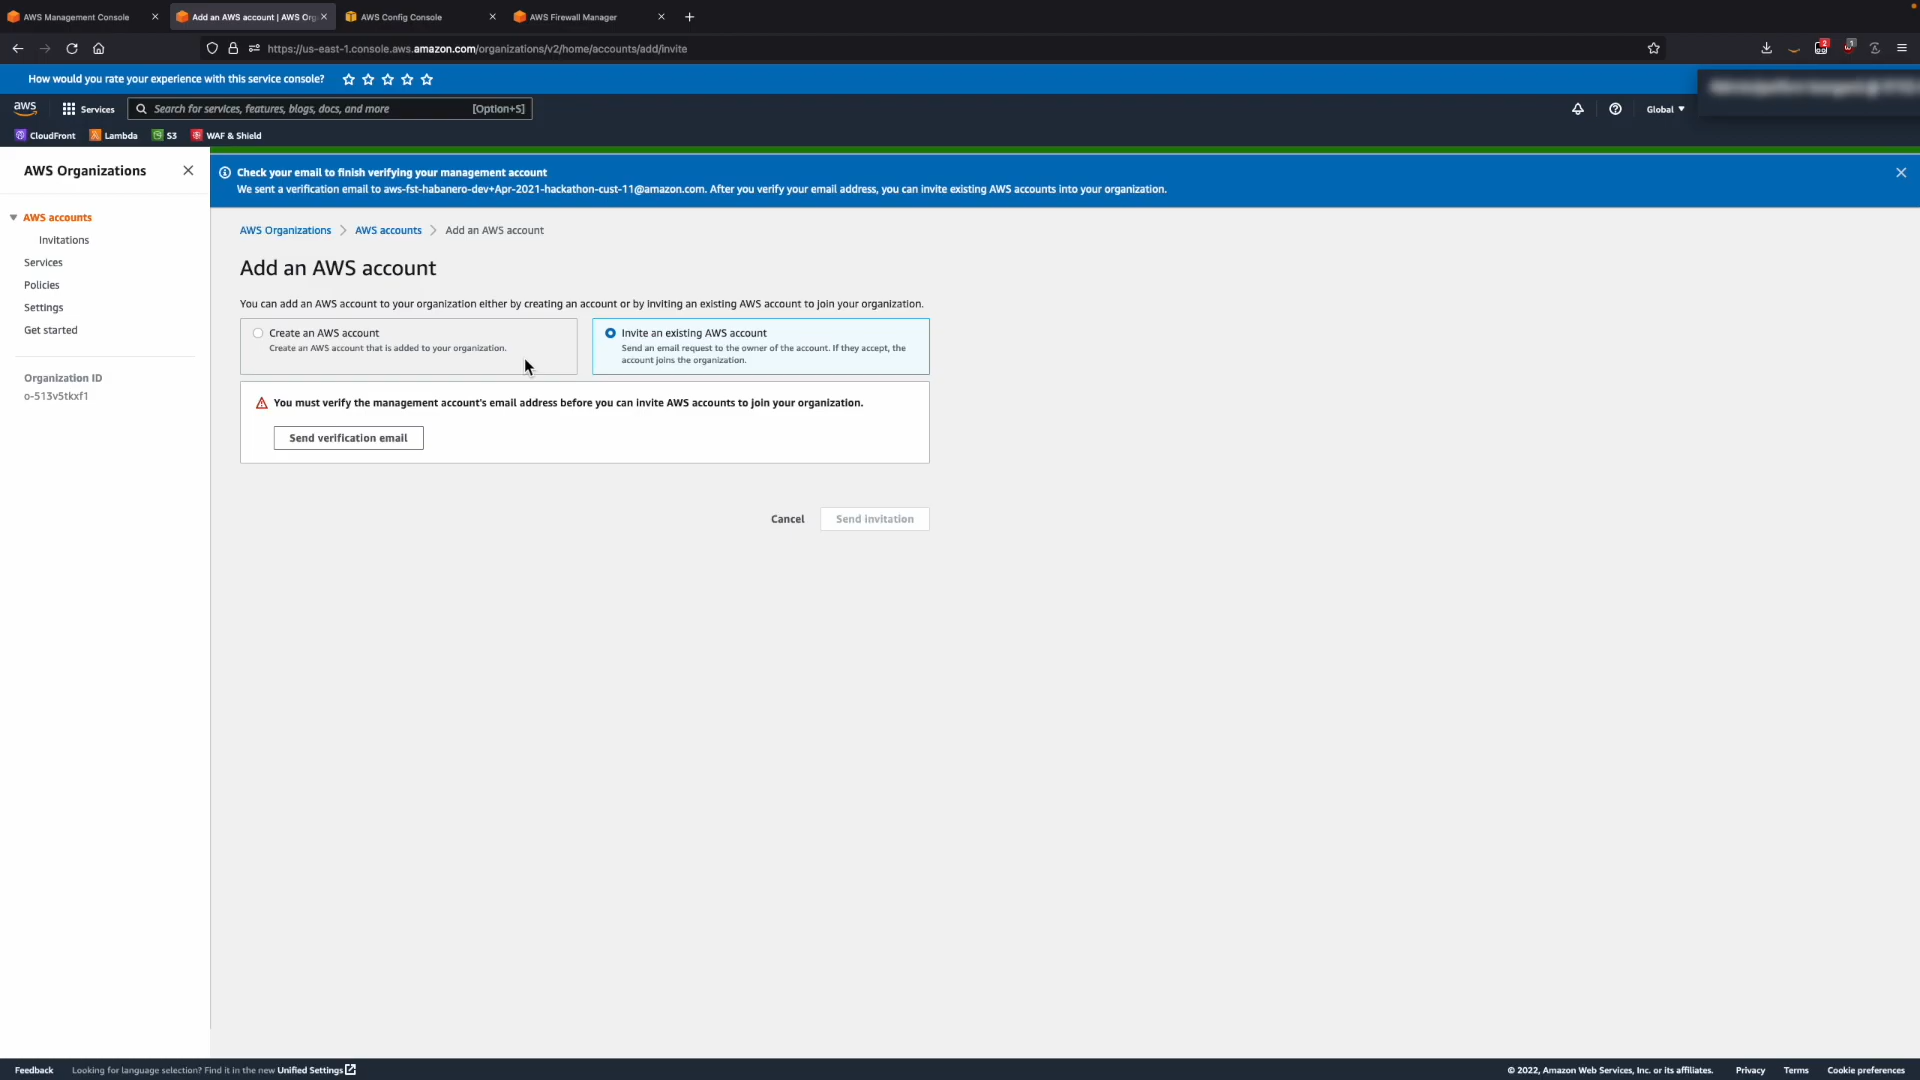 AWS Management Console
Add an AWS account | AWS Org
AWS Config Console
AWS Firewall Manager
https://us-east-1.console.aws.amazon.com/organizations/v2/home/accounts/add/invite
2
1
How would you rate your experience with this service console?
aws
Services
Search for services, features, blogs, docs, and more
[Option+S]
Global
CloudFront
Lambda
S3
WAF & Shield
AWS Organizations
AWS accounts
Invitations
Services
Policies
Settings
Get started
Organization ID
o-513v5tkxf1
Check your email to finish verifying your management account
We sent a verification email to aws-fst-habanero-dev+Apr-2021-hackathon-cust-11@amazon.com. After you verify your email address, you can invite existing AWS accounts into your organization.
AWS Organizations
AWS accounts
Add an AWS account
Add an AWS account
You can add an AWS account to your organization either by creating an account or by inviting an existing AWS account to join your organization.
Create an AWS account
Create an AWS account that is added to your organization.
Invite an existing AWS account
Send an email request to the owner of the account. If they accept, the
account joins the organization.
You must verify the management account's email address before you can invite AWS accounts to join your organization.
Send verification email
Cancel
Send invitation
Feedback
Looking for language selection? Find it in the new Unified Settings
© 2022, Amazon Web Services, Inc. or its affiliates.
Privacy
Terms
Cookie preferences